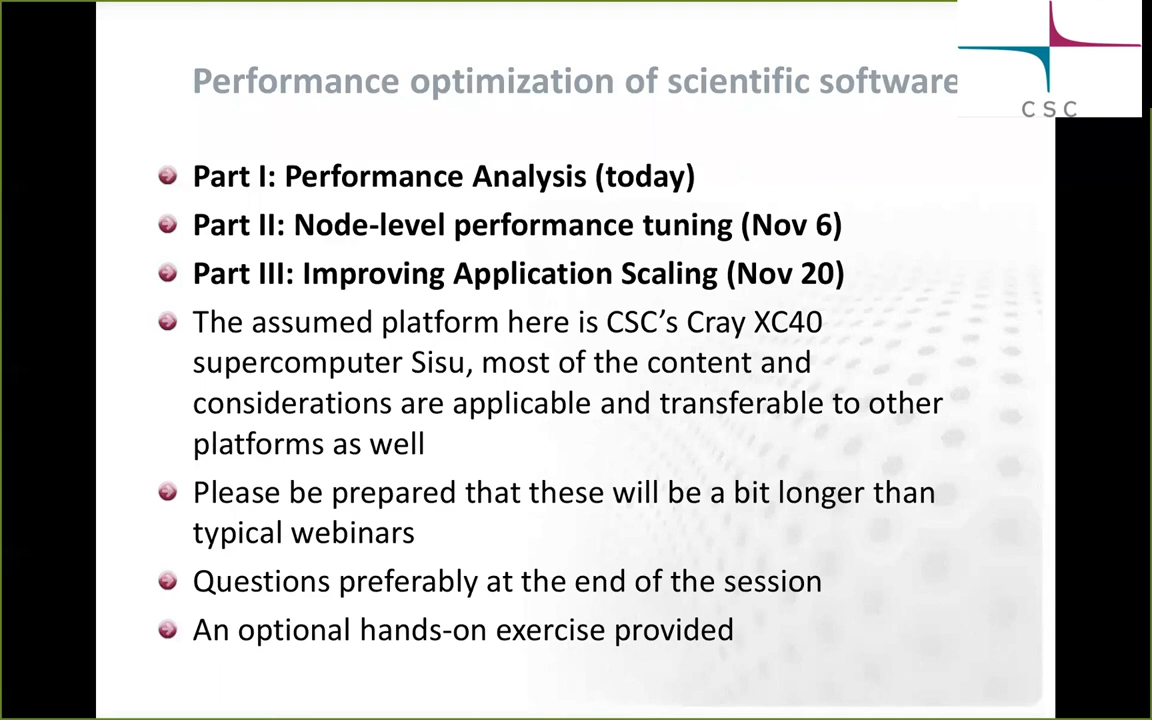 Performance optimization of scientific software
CSC
Part I: Performance Analysis (today)
Part II: Node-level performance tuning (Nov 6)
Part III: Improving Application Scaling (Nov 20)
The assumed platform here is CSC’s Cray XC40
supercomputer Sisu, most of the content and
considerations are applicable and transferable to other
platforms as well
Please be prepared that these will be a bit longer than
typical webinars
Questions preferably at the end of the session
An optional hands-on exercise provided